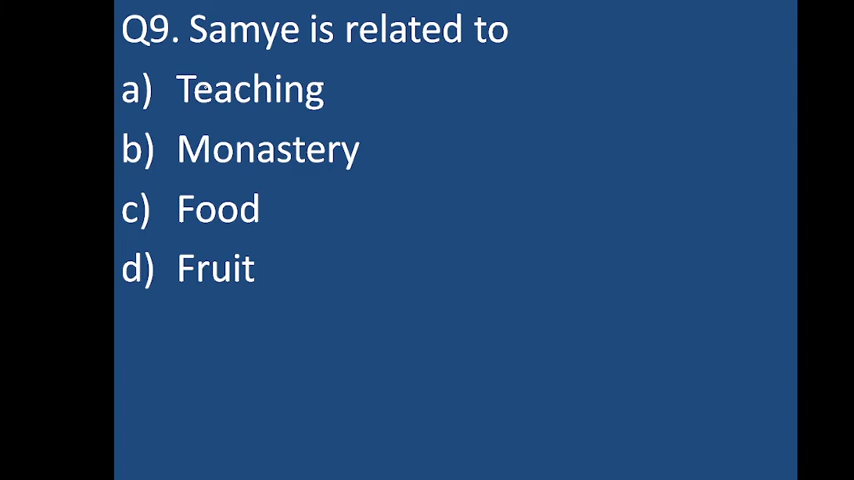 Q9. Samye is related to
a) Teaching
b) Monastery
c) Food
d) Fruit